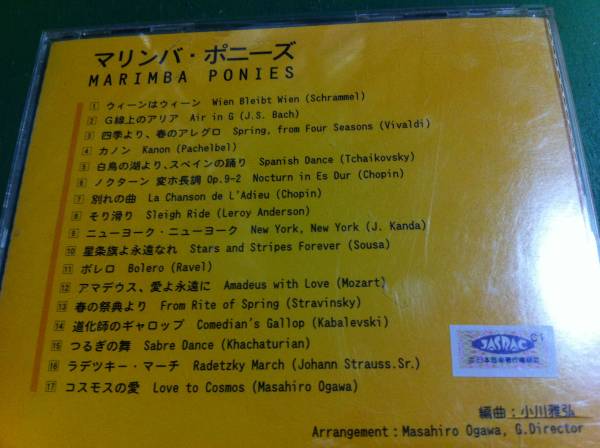 マリンバ・ポニーズ
MARIMBA PONIES
1 ウィーンはウィーン Wien Bleibt Wien (Schrammel)
2 G線上のアリア Air in G (J.S. Bach)
3 四季より、春のアレグロ Spring, from Four Seasons (Vivaldi)
4 カノン Kanon (Pachelbel)
5 白鳥の湖より、スペインの踊り Spanish Dance (Tchaikovsky)
6 ノクターン 変ホ長調 Op.9-2 Nocturn in Es Dur (Chopin)
7 別れの曲 La Chanson de L'Adieu (Chopin)
8 そり滑り Sleigh Ride (Leroy Anderson)
9 ニューヨーク・ニューヨーク New York, New York (J. Kanda)
10 星条旗よ永遠なれ Stars and Stripes Forever (Sousa)
11 ボレロ Bolero (Ravel)
12 アマデウス、愛よ永遠に Amadeus with Love (Mozart)
13 春の祭典より From Rite of Spring (Stravinsky)
14 道化師のギャロップ Comedian's Gallop (Kabalevski)
15 つるぎの舞 Sabre Dance (Khachaturian)
16 ラデツキー・マーチ Radetzky March (Johann Strauss.Sr.)
17 コスモスの愛 Love to Cosmos (Masahiro Ogawa)
JASRAC
編曲:小川雅弘
Arrangement:Masahiro Ogawa, G.Director